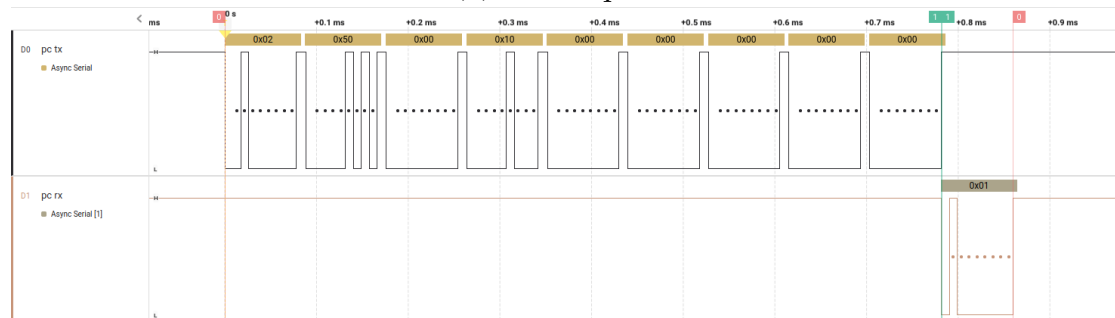 < ms 0 0 s +0.1 ms +0.2 ms +0.3 ms +0.4 ms +0.5 ms +0.6 ms +0.7 ms 1 1 +0.8 ms 0 +0.9 ms
0x02 0x50 0x00 0x10 0x00 0x00 0x00 0x00 0x00
D0 pc tx
H
Async Serial
L
0x01
D1 pc rx
H
Async Serial [1]
L